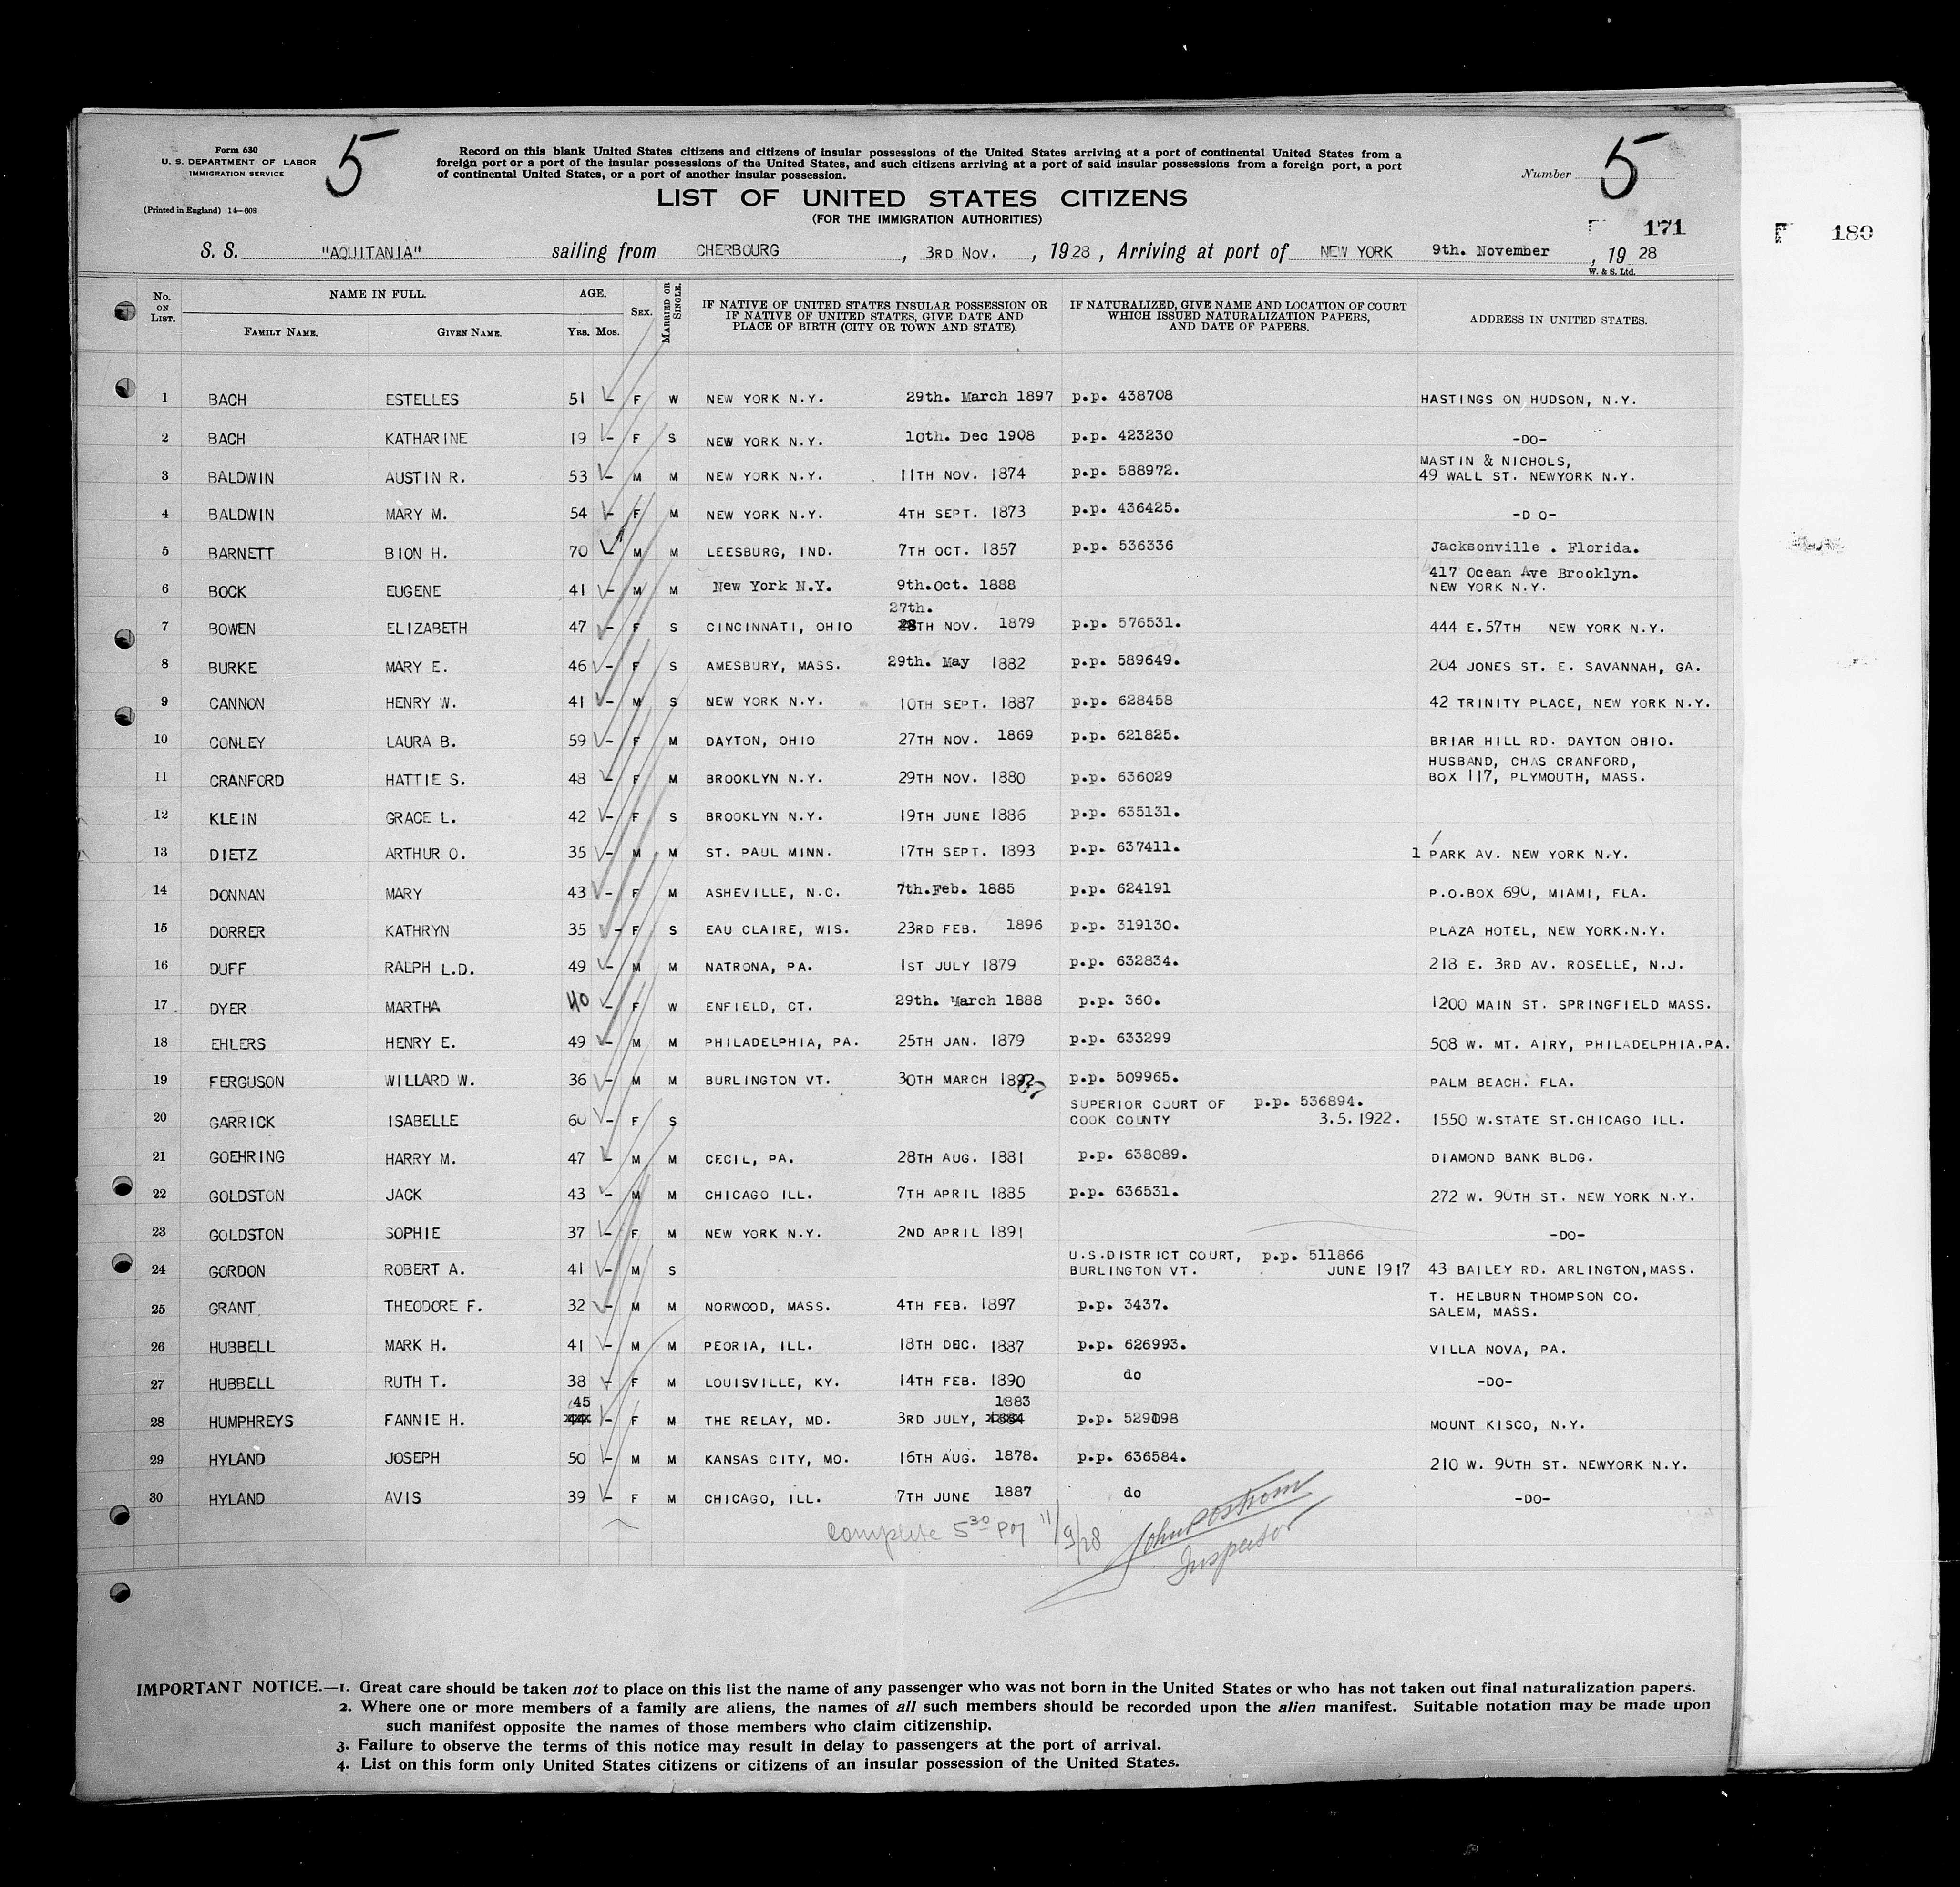 Form 630
U. S. DEPARTMENT OF LABOR
IMMIGRATION SERVICE
(Printed in England) 14—608
5
Record on this blank United States citizens and citizens of insular possessions of the United States arriving at a port of continental United States from a
foreign port or a port of the insular possessions of the United States, and such citizens arriving at a port of said insular possessions from a foreign port, a port
of continental United States, or a port of another insular possession.
LIST OF UNITED STATES CITIZENS
(FOR THE IMMIGRATION AUTHORITIES)
Number 5
171
180
S. S. "AQUITANIA" sailing from CHERBOURG, 3RD NOV., 1928, Arriving at port of NEW YORK 9th. November, 1928
W. & S. Ltd.
No. ON LIST. NAME IN FULL. FAMILY NAME. GIVEN NAME. AGE. YRS. MOS. SEX. MARRIED OR SINGLE. IF NATIVE OF UNITED STATES INSULAR POSSESSION OR IF NATIVE OF UNITED STATES, GIVE DATE AND PLACE OF BIRTH (CITY OR TOWN AND STATE). IF NATURALIZED, GIVE NAME AND LOCATION OF COURT WHICH ISSUED NATURALIZATION PAPERS, AND DATE OF PAPERS. ADDRESS IN UNITED STATES.
1 BACH ESTELLES 51 - F W NEW YORK N.Y. 29th. March 1897 p.p. 438708 HASTINGS ON HUDSON, N.Y.
2 BACH KATHARINE 19 - F S NEW YORK N.Y. 10th. Dec 1908 p.p. 423230 -DO-
3 BALDWIN AUSTIN R. 53 - M M NEW YORK N.Y. 11TH NOV. 1874 p.p. 588972. MASTIN & NICHOLS, 49 WALL ST. NEWYORK N.Y.
4 BALDWIN MARY M. 54 - F M NEW YORK N.Y. 4TH SEPT. 1873 p.p. 436425. -D O-
5 BARNETT BION H. 70 - M M LEESBURG, IND. 7TH OCT. 1857 p.p. 536336 Jacksonville . Florida.
6 BOCK EUGENE 41 - M M New York N.Y. 9th.Oct. 1888 417 Ocean Ave Brooklyn. NEW YORK N.Y.
7 BOWEN ELIZABETH 47 - F S CINCINNATI, OHIO 27th. 28TH NOV. 1879 p.p. 576531. 444 E.57TH NEW YORK N.Y.
8 BURKE MARY E. 46 - F S AMESBURY, MASS. 29th. May 1882 p.p. 589649. 204 JONES ST. E. SAVANNAH, GA.
9 CANNON HENRY W. 41 - M S NEW YORK N.Y. 10TH SEPT. 1887 p.p. 628458 42 TRINITY PLACE, NEW YORK N.Y.
10 CONLEY LAURA B. 59 - F M DAYTON, OHIO 27TH NOV. 1869 p.p. 621825. BRIAR HILL RD. DAYTON OHIO.
11 CRANFORD HATTIE S. 48 - F M BROOKLYN N.Y. 29TH NOV. 1880 p.p. 636029 HUSBAND, CHAS CRANFORD, BOX 117, PLYMOUTH, MASS.
12 KLEIN GRACE L. 42 - F S BROOKLYN N.Y. 19TH JUNE 1886 p.p. 635131.
13 DIETZ ARTHUR O. 35 - M M ST. PAUL MINN. 17TH SEPT. 1893 p.p. 637411. 1 PARK AV. NEW YORK N.Y.
14 DONNAN MARY 43 - F M ASHEVILLE, N.C. 7th.Feb. 1885 p.p. 624191 P.O.BOX 690, MIAMI, FLA.
15 DORRER KATHRYN 35 - F S EAU CLAIRE, WIS. 23RD FEB. 1896 p.p. 319130. PLAZA HOTEL, NEW YORK.N.Y.
16 DUFF RALPH L.D. 49 - M M NATRONA, PA. 1ST JULY 1879 p.p. 632834. 218 E. 3RD AV. ROSELLE, N.J.
17 DYER MARTHA 40 - F W ENFIELD, CT. 29th. March 1888 p.p. 360. 1200 MAIN ST. SPRINGFIELD MASS.
18 EHLERS HENRY E. 49 - M M PHILADELPHIA, PA. 25TH JAN. 1879 p.p. 633299 508 W. MT. AIRY, PHILADELPHIA.PA.
19 FERGUSON WILLARD W. 36 - M M BURLINGTON VT. 30TH MARCH 1892 p.p. 509965. PALM BEACH. FLA.
20 GARRICK ISABELLE 60 - F S SUPERIOR COURT OF COOK COUNTY p.p. 536894. 3.5.1922. 1550 W.STATE ST.CHICAGO ILL.
21 GOEHRING HARRY M. 47 - M M CECIL, PA. 28TH AUG. 1881 p.p. 638089. DIAMOND BANK BLDG.
22 GOLDSTON JACK 43 - M M CHICAGO ILL. 7TH APRIL 1885 p.p. 636531. 272 W. 90TH ST. NEW YORK N.Y.
23 GOLDSTON SOPHIE 37 - F M NEW YORK N.Y. 2ND APRIL 1891 -DO-
24 GORDON ROBERT A. 41 - M S U.S.DISTRICT COURT, BURLINGTON VT. p.p. 511866 JUNE 1917 43 BAILEY RD. ARLINGTON,MASS.
25 GRANT. THEODORE F. 32 - M M NORWOOD, MASS. 4TH FEB. 1897 p.p. 3437. T. HELBURN THOMPSON CO. SALEM, MASS.
26 HUBBELL MARK H. 41 - M M PEORIA, ILL. 18TH DEC. 1887 p.p. 626993. VILLA NOVA, PA.
27 HUBBELL RUTH T. 38 - F M LOUISVILLE, KY. 14TH FEB. 1890 do -DO-
28 HUMPHREYS FANNIE H. 45 44 - F M THE RELAY, MD. 3RD JULY, 1883 1884 p.p. 529098 MOUNT KISCO, N.Y.
29 HYLAND JOSEPH 50 - M M KANSAS CITY, MO. 16TH AUG. 1878. p.p. 636584. 210 W. 90TH ST. NEWYORK N.Y.
30 HYLAND AVIS 39 - F M CHICAGO, ILL. 7TH JUNE 1887 do -DO-
Complete 5 30 PM 11/9/28
Inspector
IMPORTANT NOTICE.—1. Great care should be taken not to place on this list the name of any passenger who was not born in the United States or who has not taken out final naturalization papers.
2. Where one or more members of a family are aliens, the names of all such members should be recorded upon the alien manifest. Suitable notation may be made upon
such manifest opposite the names of those members who claim citizenship.
3. Failure to observe the terms of this notice may result in delay to passengers at the port of arrival.
4. List on this form only United States citizens or citizens of an insular possession of the United States.